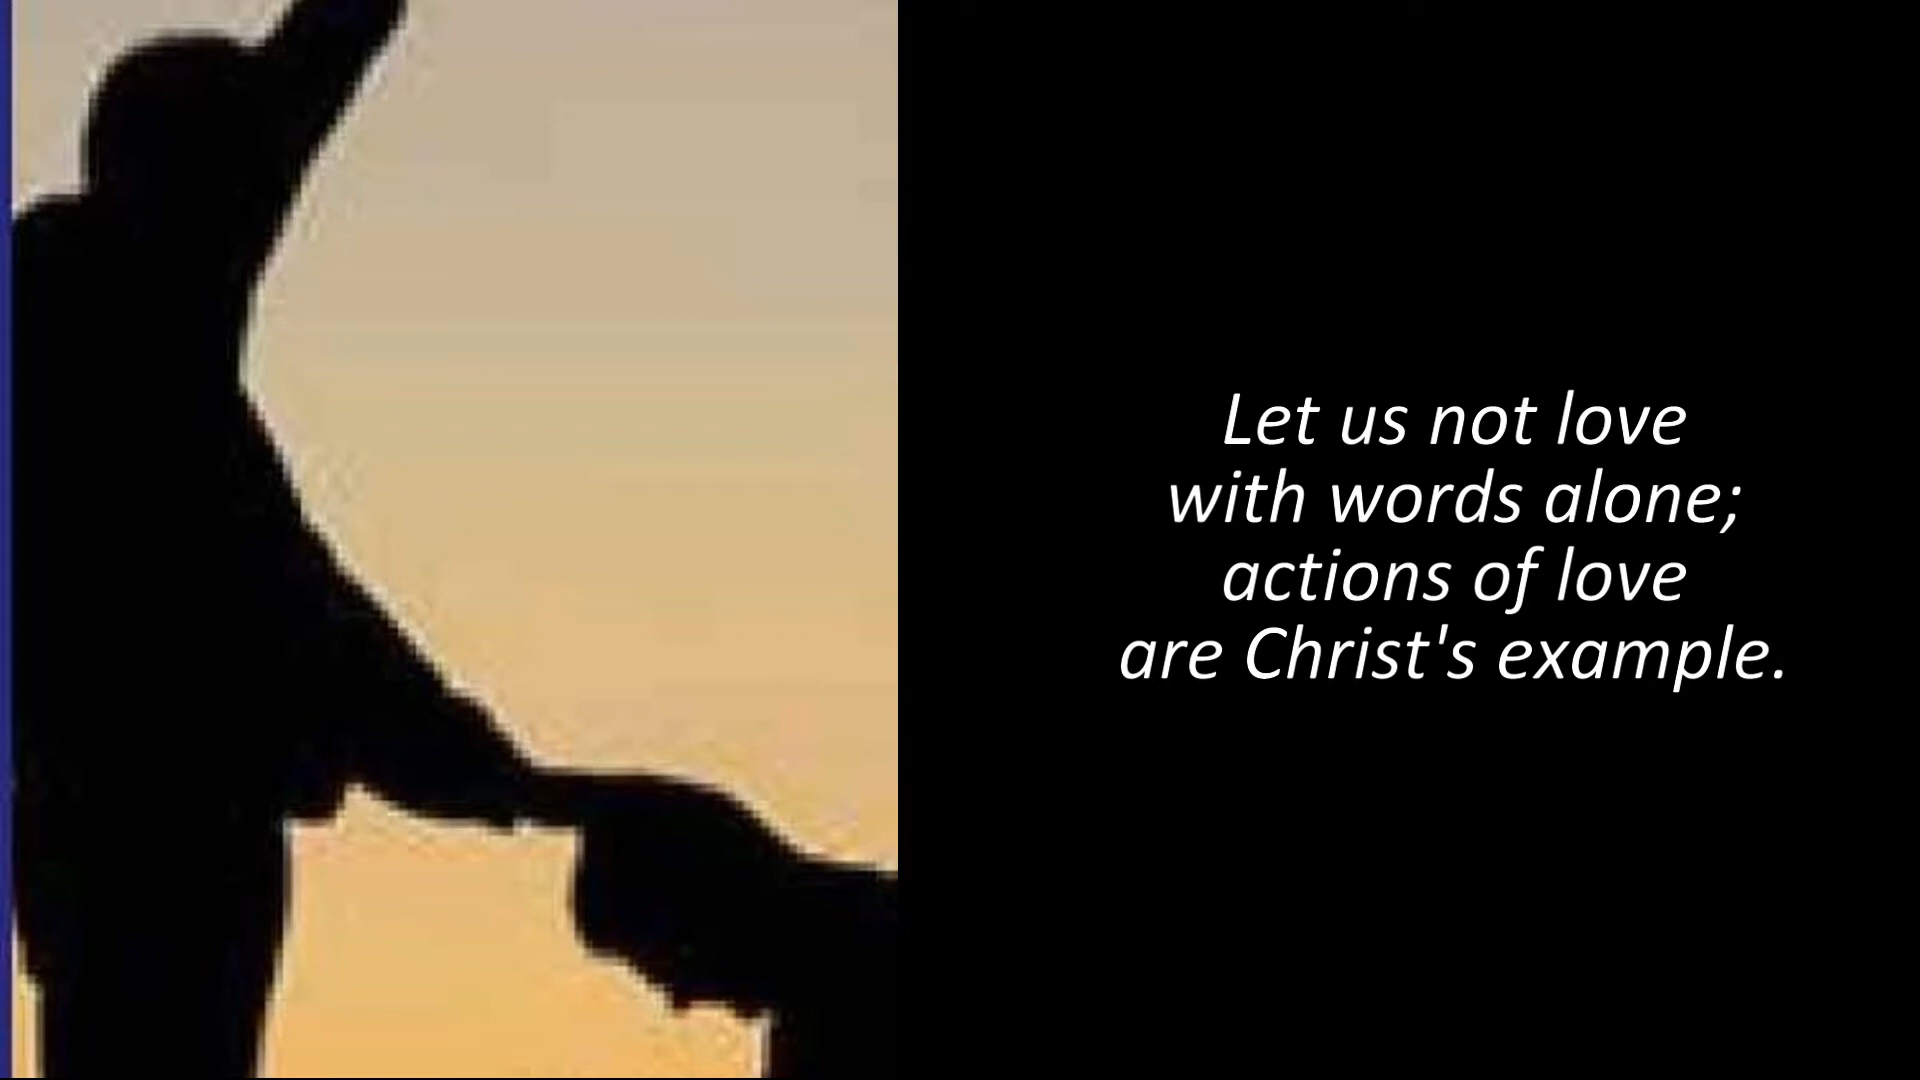 Let us not love
with words alone;
actions of love
are Christ's example.